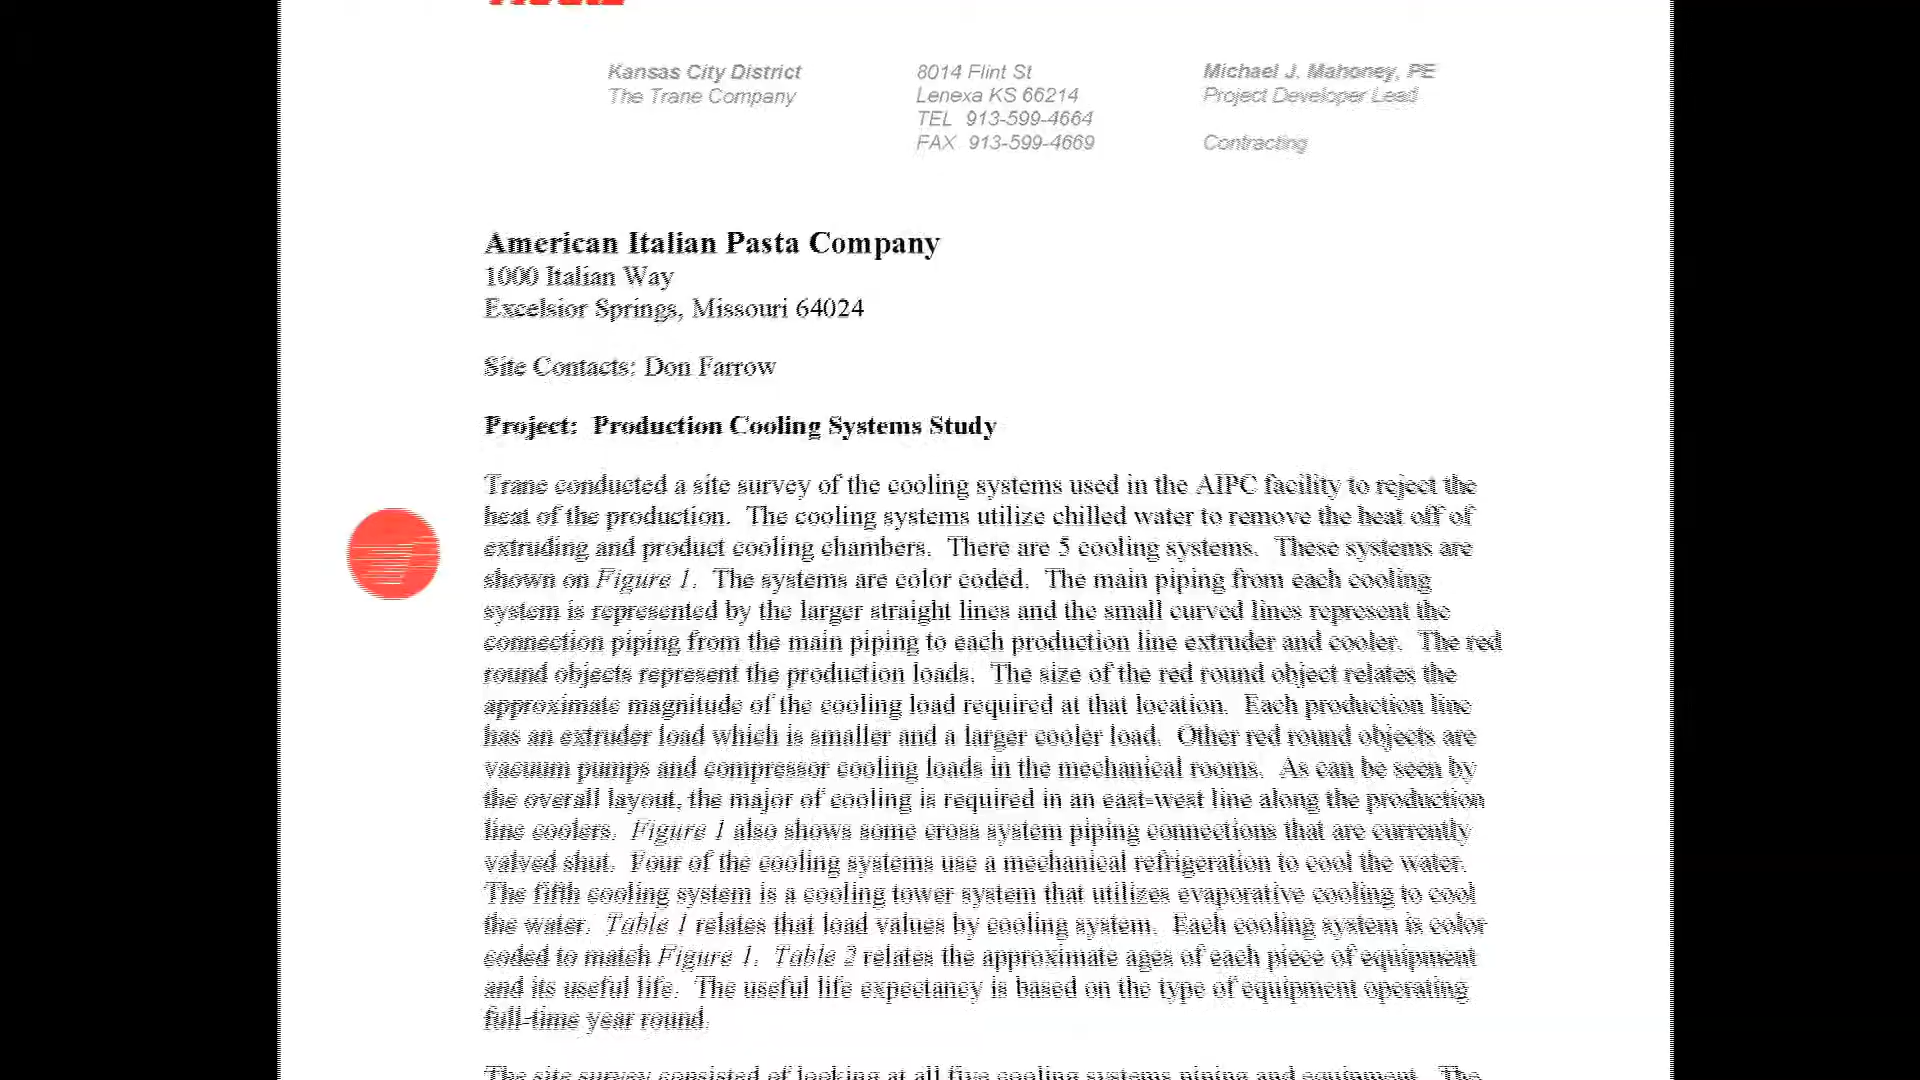 Kansas City District
The Trane Company
8014 Flint St
Lenexa KS 66214
TEL 913-599-4664
FAX 913-599-4669
Michael J. Mahoney, PE
Project Developer Lead
Contracting
American Italian Pasta Company
1000 Italian Way
Excelsior Springs, Missouri 64024
Site Contacts: Don Farrow
Project: Production Cooling Systems Study
Trane conducted a site survey of the cooling systems used in the AIPC facility to reject the
heat of the production. The cooling systems utilize chilled water to remove the heat off of
extruding and product cooling chambers. There are 5 cooling systems. These systems are
shown on Figure 1. The systems are color coded. The main piping from each cooling
system is represented by the larger straight lines and the small curved lines represent the
connection piping from the main piping to each production line extruder and cooler. The red
round objects represent the production loads. The size of the red round object relates the
approximate magnitude of the cooling load required at that location. Each production line
has an extruder load which is smaller and a larger cooler load. Other red round objects are
vacuum pumps and compressor cooling loads in the mechanical rooms. As can be seen by
the overall layout, the major of cooling is required in an east-west line along the production
line coolers. Figure 1 also shows some cross system piping connections that are currently
valved shut. Four of the cooling systems use a mechanical refrigeration to cool the water.
The fifth cooling system is a cooling tower system that utilizes evaporative cooling to cool
the water. Table 1 relates that load values by cooling system. Each cooling system is color
coded to match Figure 1. Table 2 relates the approximate ages of each piece of equipment
and its useful life. The useful life expectancy is based on the type of equipment operating
full-time year round.
The site survey consisted of looking at all five cooling systems piping and equipment. The